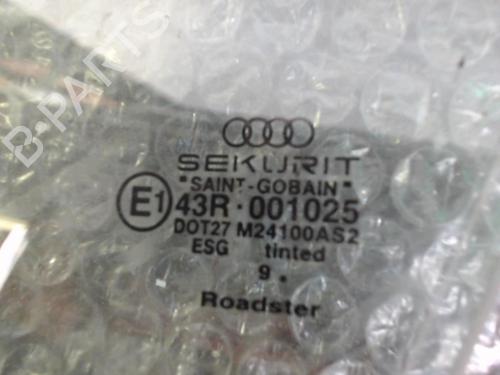 B-PARTS
SEKURIT
"SAINT-GOBAIN"
E1 43R-001025
DOT27 M24100AS2
ESG tinted
9 .
Roadster